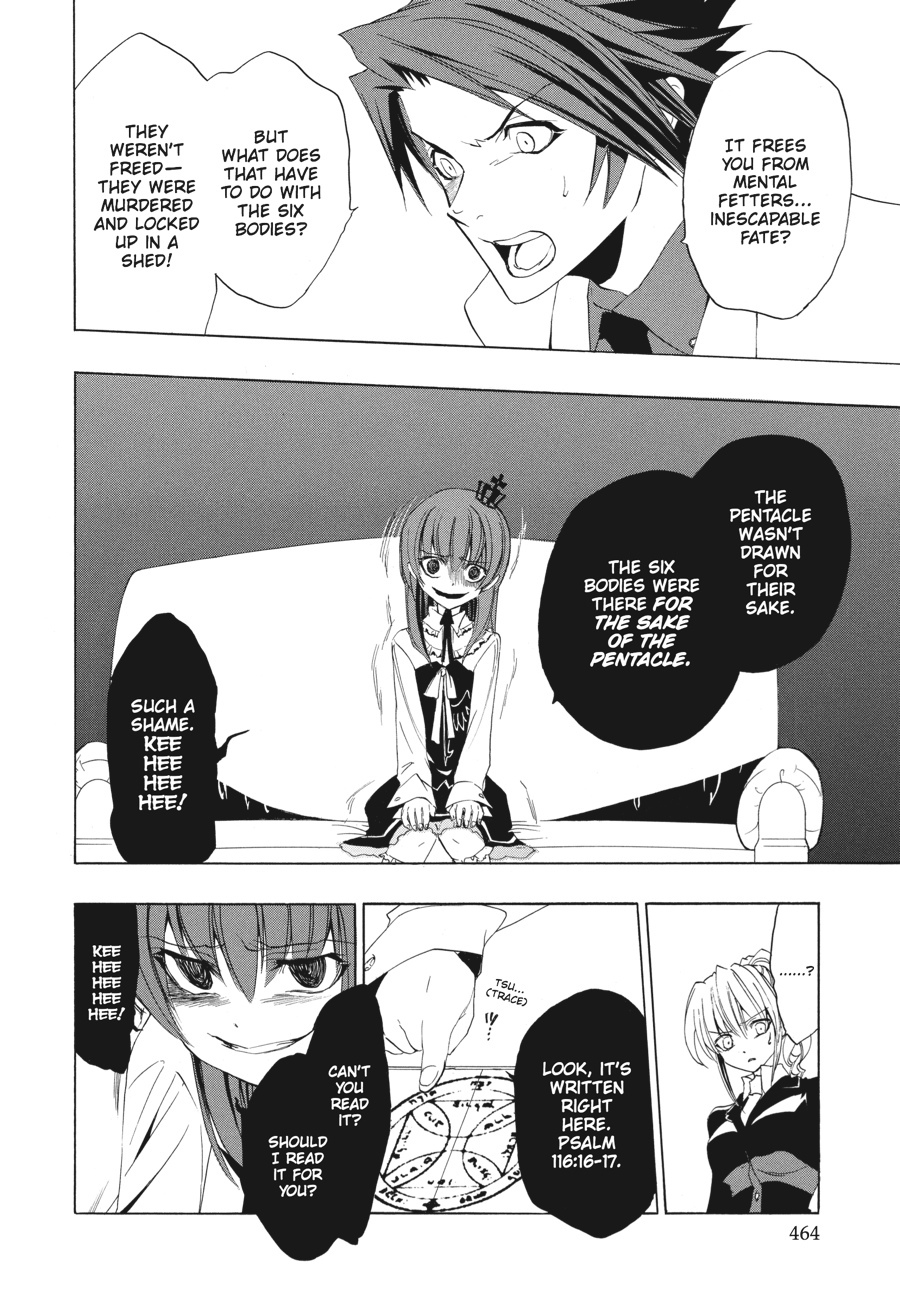 IT FREES
YOU FROM
MENTAL
FETTERS...
INESCAPABLE
FATE?
BUT
WHAT DOES
THAT HAVE
TO DO WITH
THE SIX
BODIES?
THEY
WEREN'T
FREED—
THEY WERE
MURDERED
AND LOCKED
UP IN A
SHED!
THE
PENTACLE
WASN'T
DRAWN
FOR
THEIR
SAKE.
THE SIX
BODIES WERE
THERE FOR
THE SAKE
OF THE
PENTACLE.
SUCH A
SHAME.
KEE
HEE
HEE
HEE!
......?
LOOK, IT'S
WRITTEN
RIGHT
HERE.
PSALM
116:16-17.
TSU...
(TRACE)
CAN'T
YOU
READ
IT?
SHOULD
I READ
IT FOR
YOU?
KEE
HEE
HEE
HEE
HEE!
464